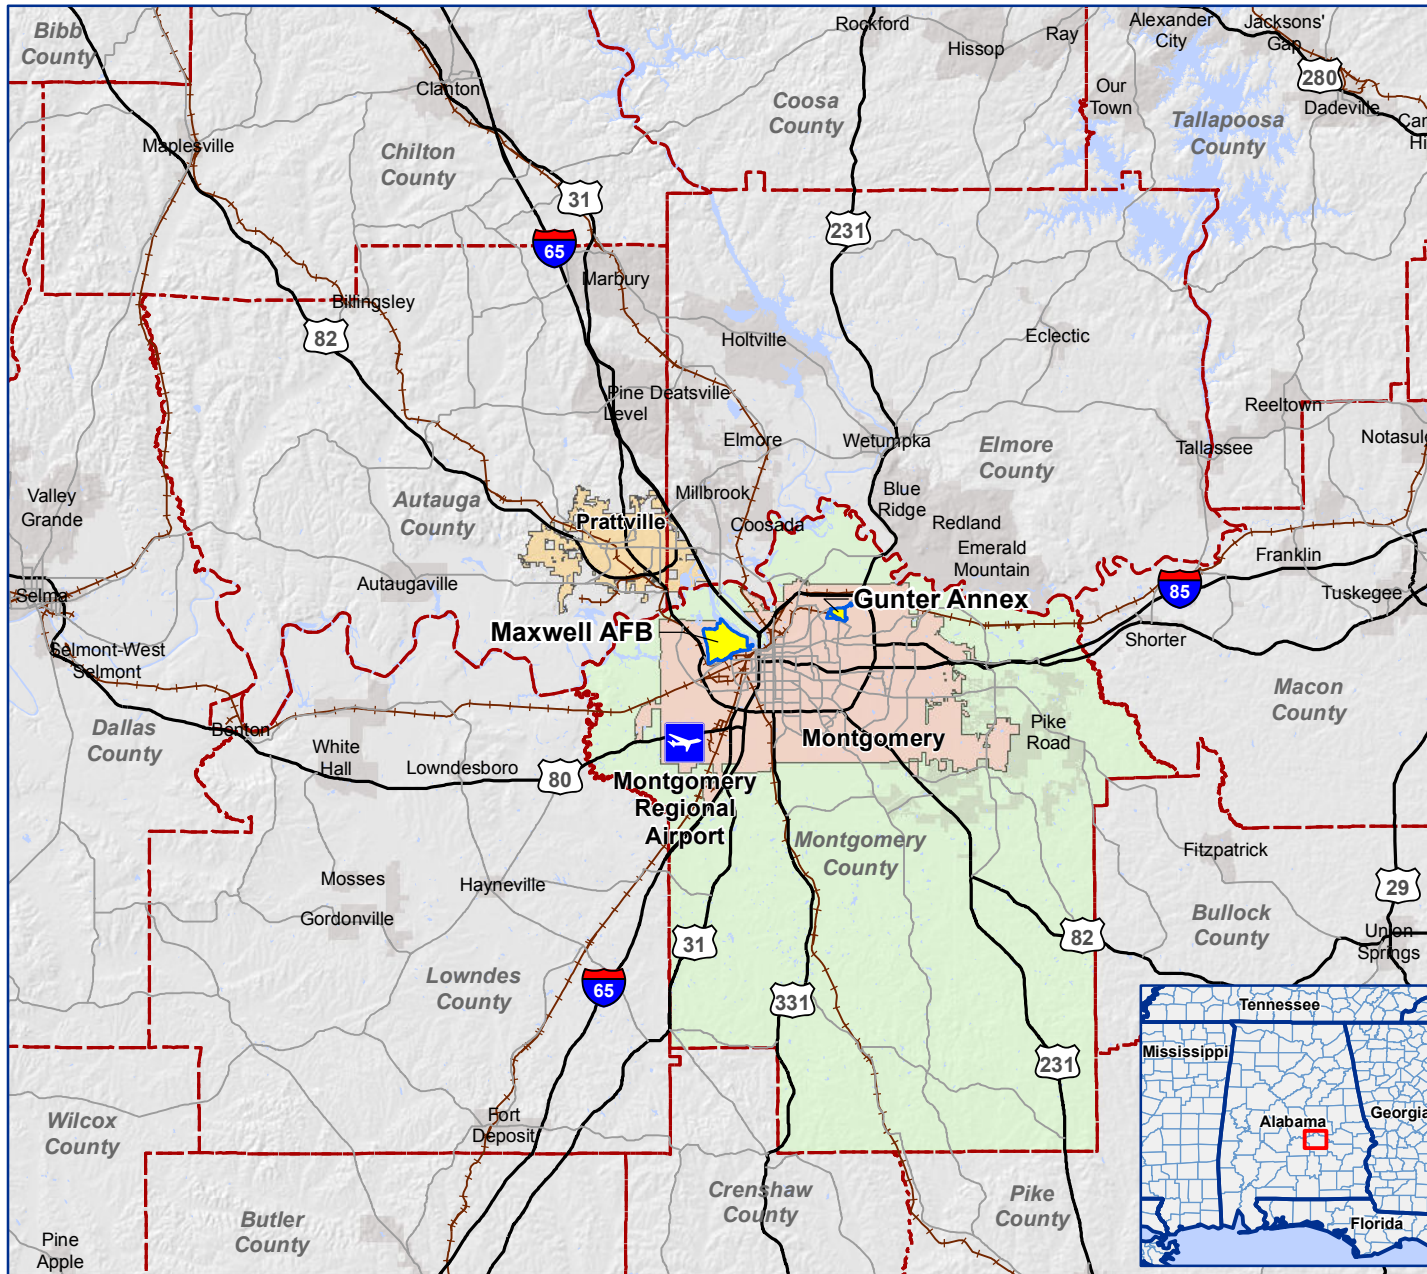 Bibb
County
Rockford
Hissop
Ray
Alexander
City
Jacksons'
Gap
280
Clanton
Our
Town
Dadeville
Coosa
County
Tallapoosa
County
Maplesville
Chilton
County
31
231
65
Marbury
Billingsley
82
Holtville
Eclectic
Pine
Level
Deatsville
Reeltown
Elmore
Wetumpka
Elmore
County
Tallassee
Valley
Grande
Autauga
County
Millbrook
Blue
Ridge
Prattville
Coosada
Redland
Emerald
Mountain
Franklin
Autaugaville
85
Selma
Gunter Annex
Tuskegee
Maxwell AFB
Shorter
Selmont-West
Selmont
Macon
County
Dallas
County
Benton
White
Hall
Lowndesboro
80
Montgomery
Pike
Road
Montgomery
Regional
Airport
Montgomery
County
Fitzpatrick
Mosses
Hayneville
29
Gordonville
Bullock
County
31
82
Union
Springs
Lowndes
County
65
331
Tennessee
Mississippi
231
Alabama
Georgia
Wilcox
County
Fort
Deposit
Crenshaw
County
Pike
County
Butler
County
Florida
Pine
Apple